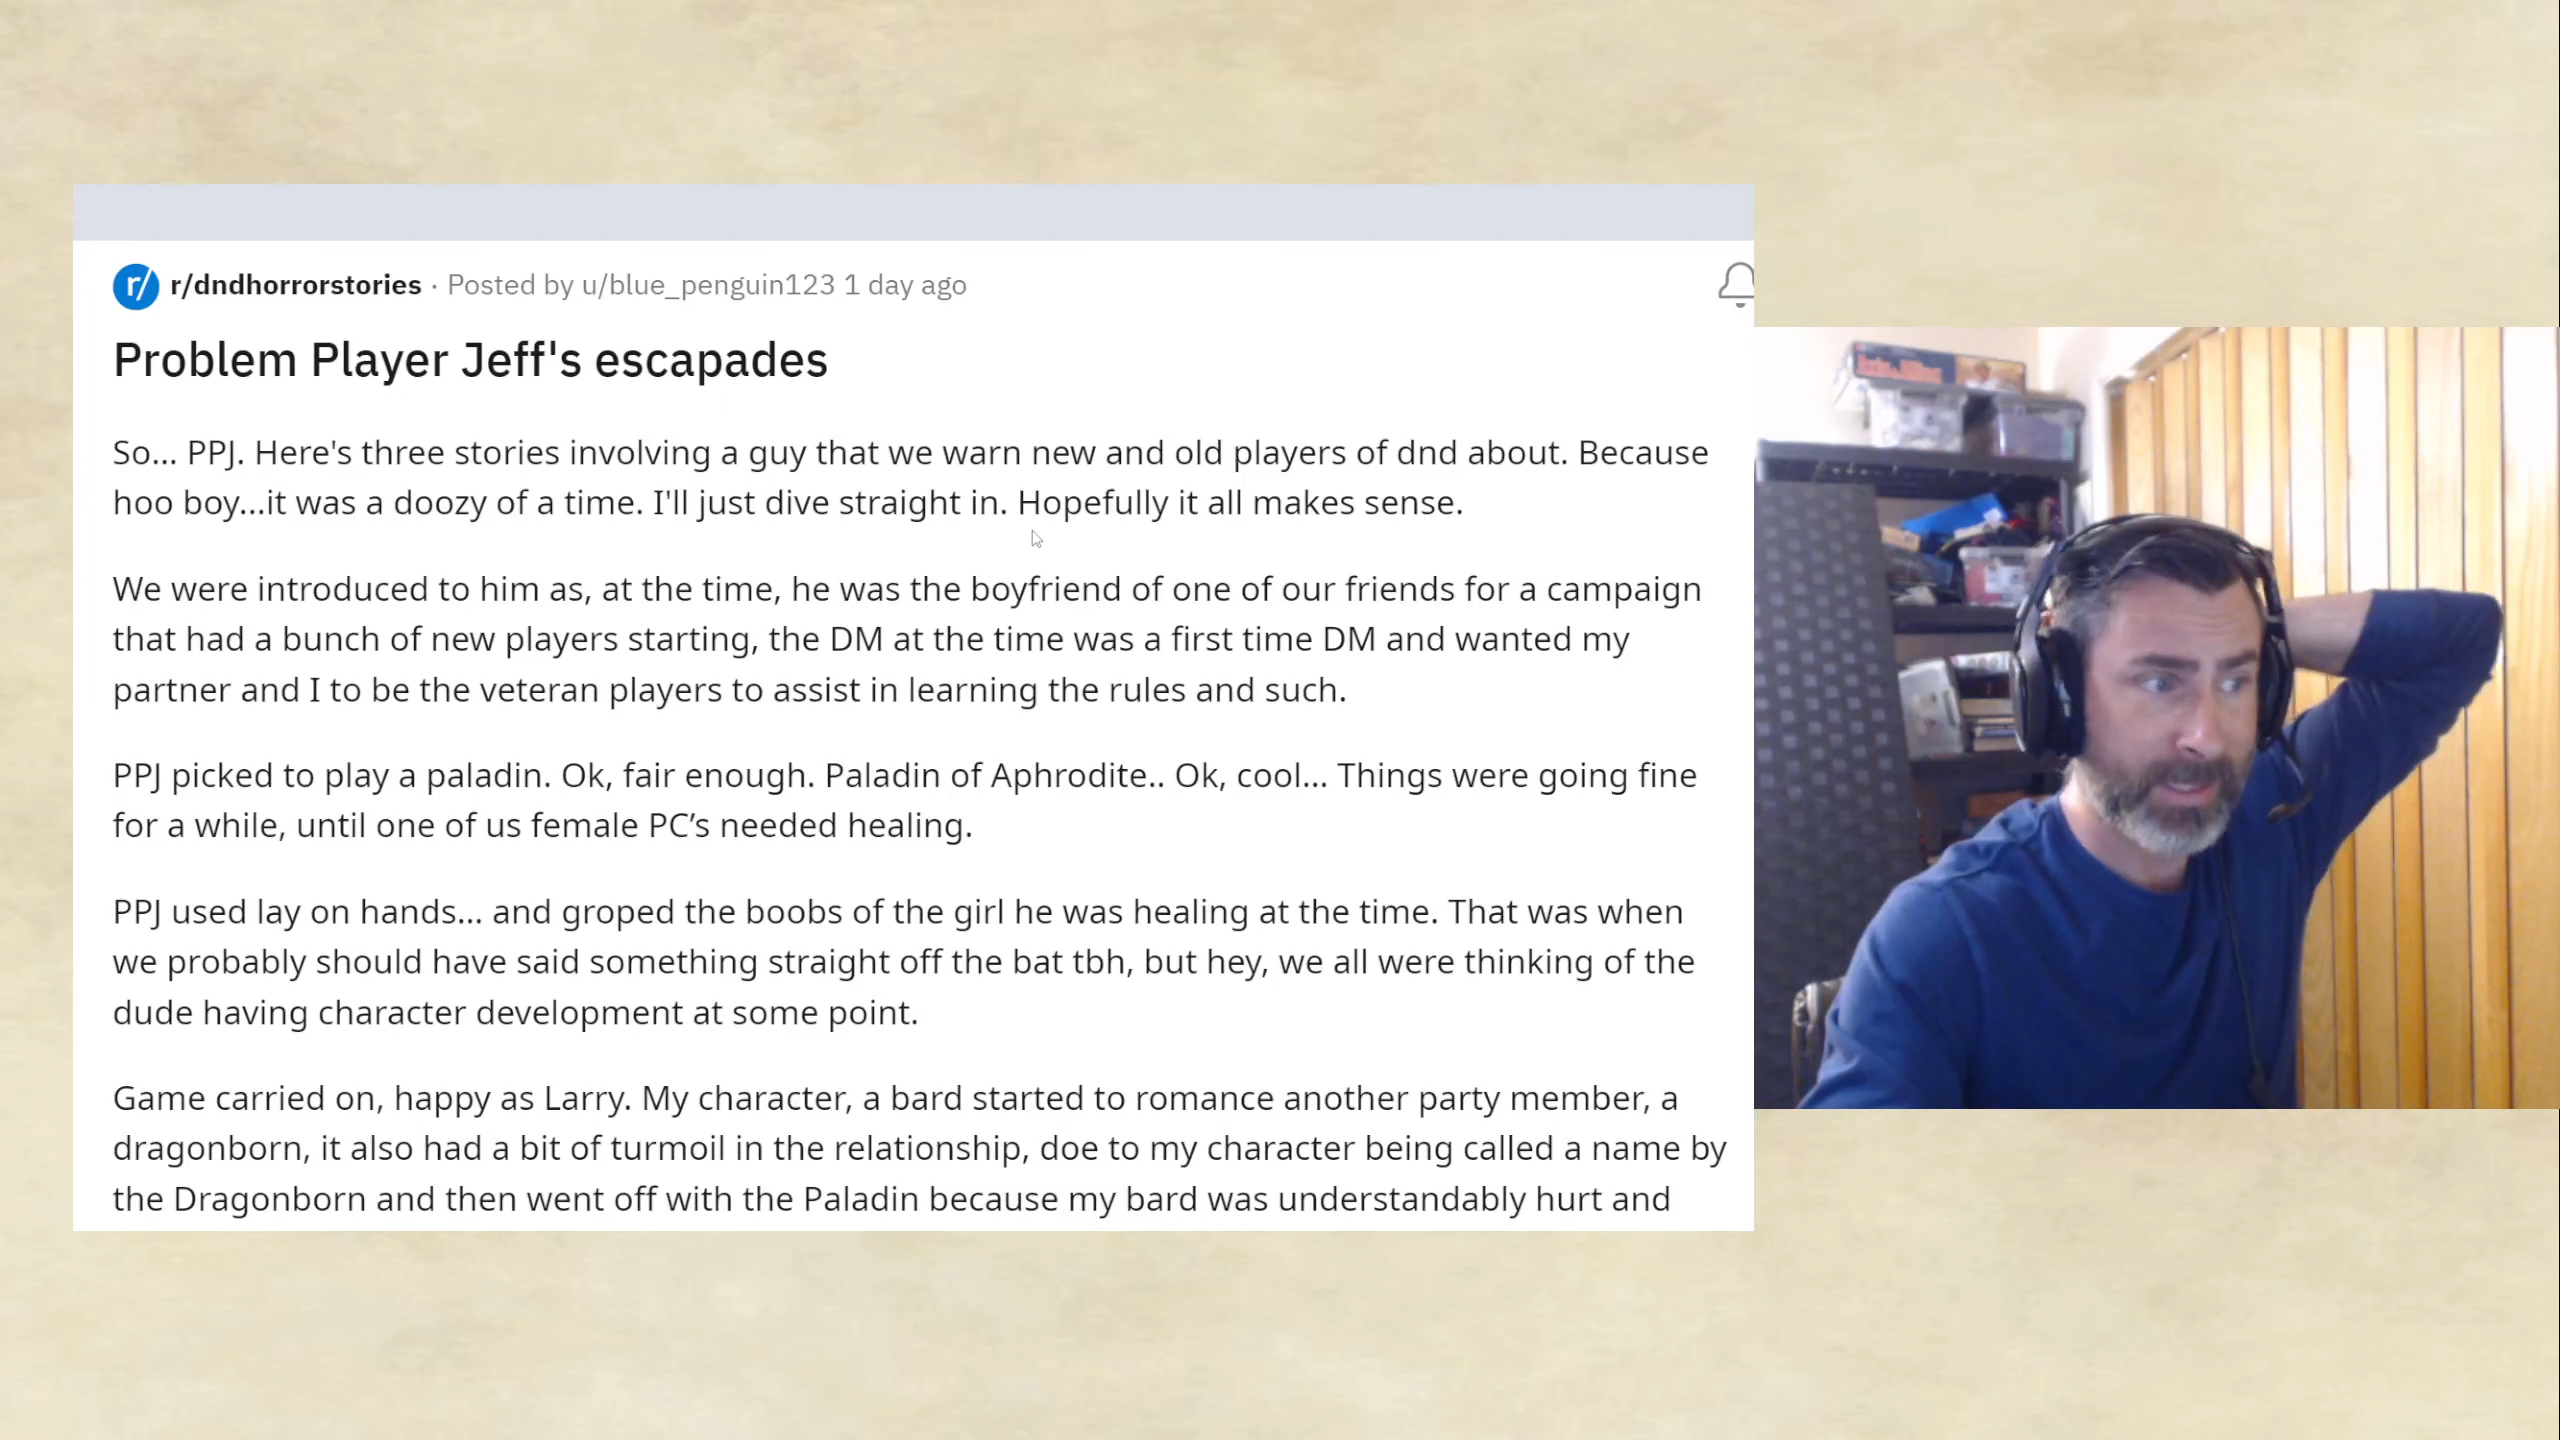 r/ r/dndhorrorstories · Posted by u/blue_penguin123 1 day ago
Problem Player Jeff's escapades
So... PPJ. Here's three stories involving a guy that we warn new and old players of dnd about. Because
hoo boy...it was a doozy of a time. I'll just dive straight in. Hopefully it all makes sense.
We were introduced to him as, at the time, he was the boyfriend of one of our friends for a campaign
that had a bunch of new players starting, the DM at the time was a first time DM and wanted my
partner and I to be the veteran players to assist in learning the rules and such.
PPJ picked to play a paladin. Ok, fair enough. Paladin of Aphrodite.. Ok, cool... Things were going fine
for a while, until one of us female PC’s needed healing.
PPJ used lay on hands... and groped the boobs of the girl he was healing at the time. That was when
we probably should have said something straight off the bat tbh, but hey, we all were thinking of the
dude having character development at some point.
Game carried on, happy as Larry. My character, a bard started to romance another party member, a
dragonborn, it also had a bit of turmoil in the relationship, doe to my character being called a name by
the Dragonborn and then went off with the Paladin because my bard was understandably hurt and